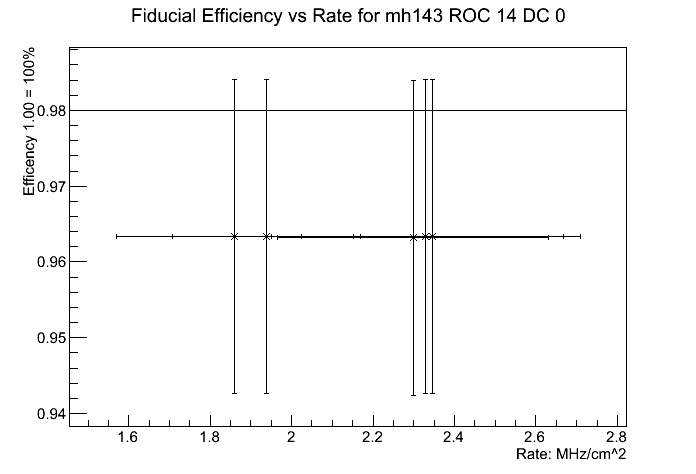 Fiducial Efficiency vs Rate for mh143 ROC 14 DC 0
Efficency 1.00 = 100%
0.98
0.97
0.96
0.95
0.94
1.6 1.8 2 2.2 2.4 2.6 2.8
Rate: MHz/cm^2